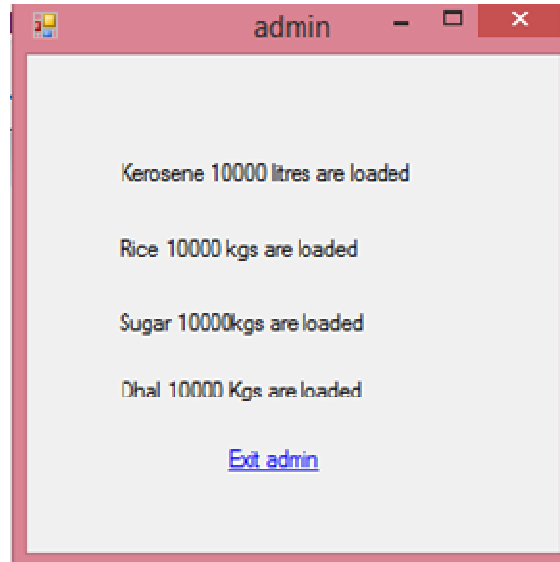 admin
Kerosene 10000 litres are loaded
Rice 10000 kgs are loaded
Sugar 10000kgs are loaded
Dhal 10000 Kgs are loaded
Exit admin